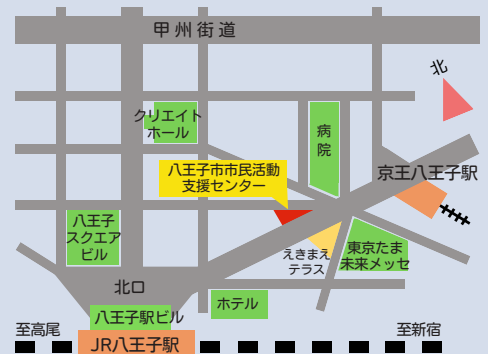 甲州街道
北
クリエイト
ホール
病
院
八王子市市民活動
支援センター
京王八王子駅
八王子
スクエア
ビル
えきまえ
テラス
東京たま
未来メッセ
北口
ホテル
八王子駅ビル
至高尾
JR八王子駅
至新宿